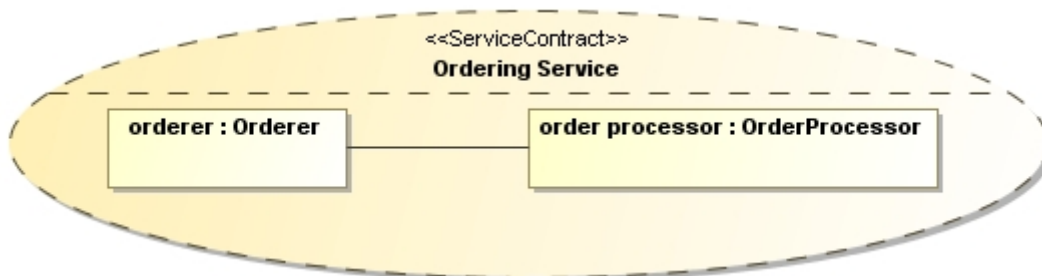 <<ServiceContract>>
Ordering Service
orderer : Orderer
order processor : OrderProcessor